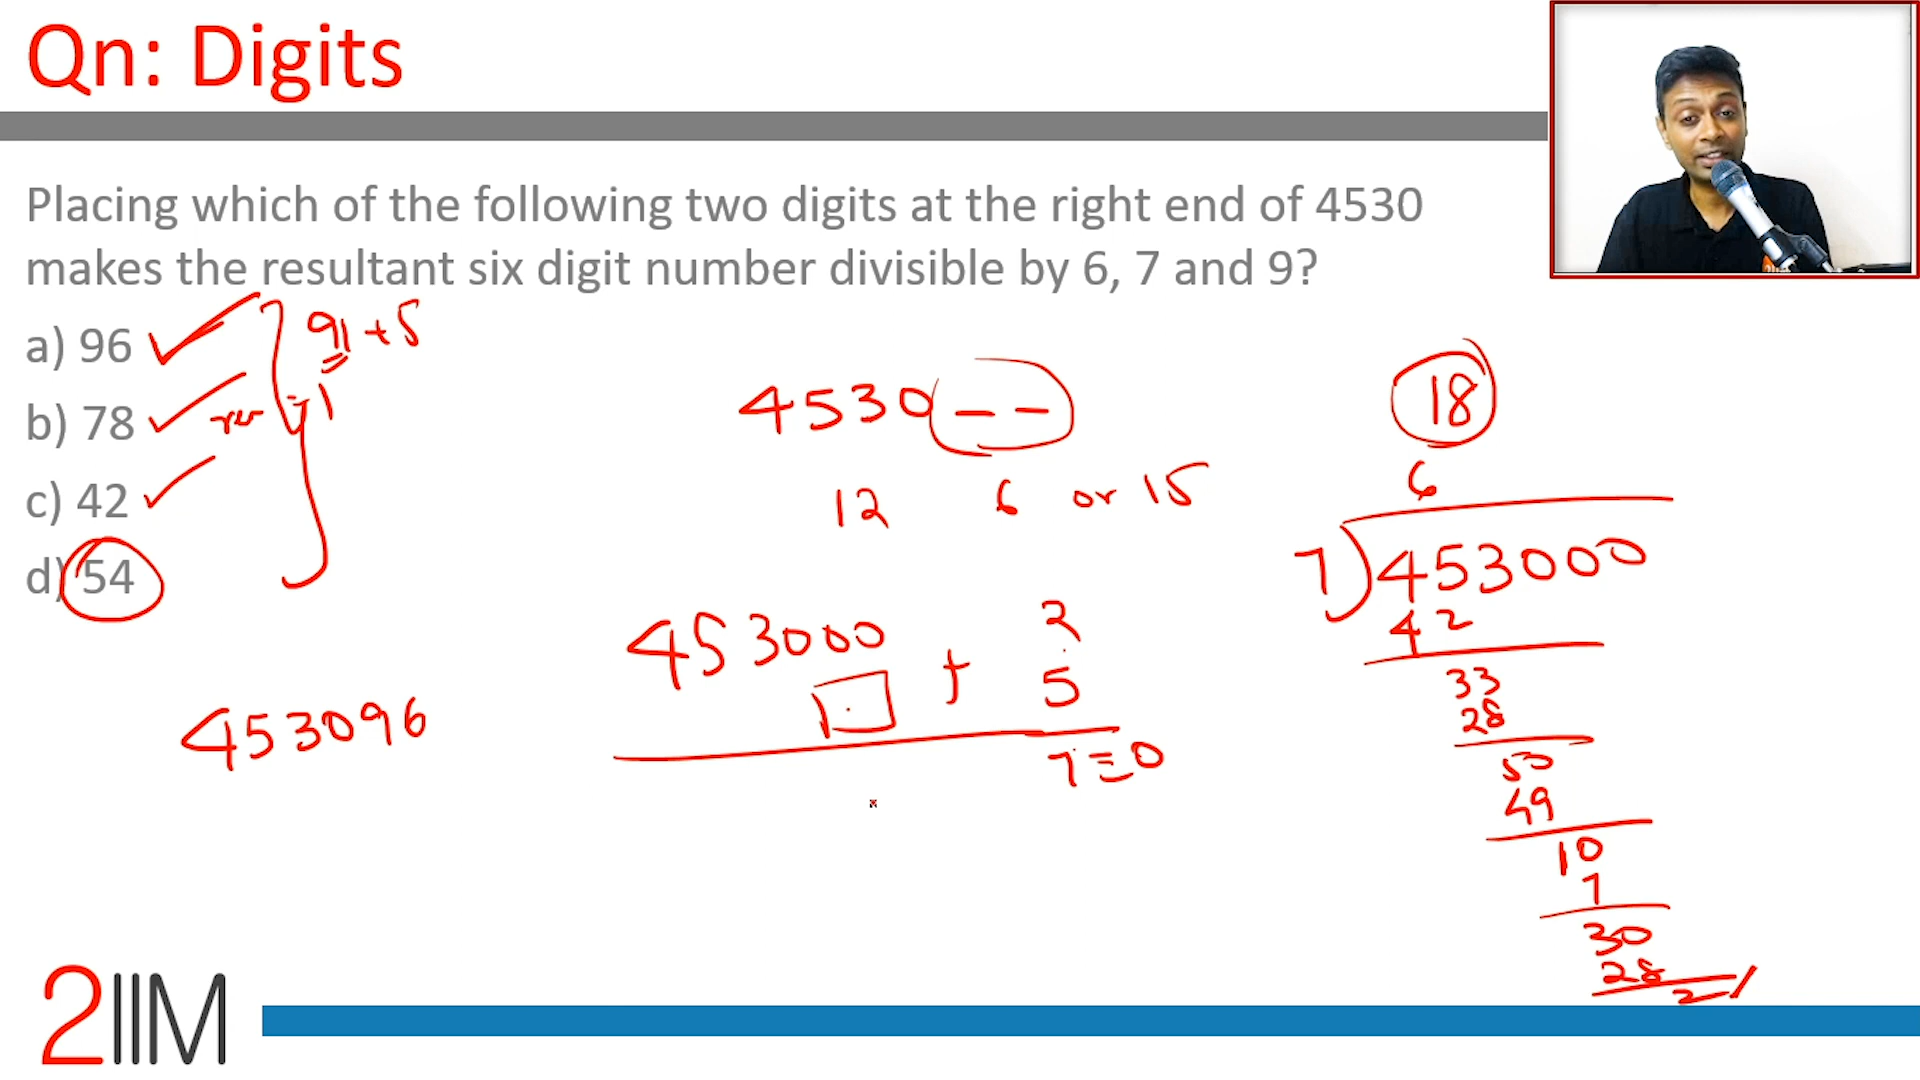 Qn: Digits
Placing which of the following two digits at the right end of 4530
makes the resultant six digit number divisible by 6, 7 and 9?
a) 96
91 + 5
b) 78
c) 42
d) 54
4530 _ _
12 6 or 15
18
6
7) 453000
42
33
28
50
49
10
7
30
28
2
453000 + 2
5
7 ≡ 0
453096
2IIM